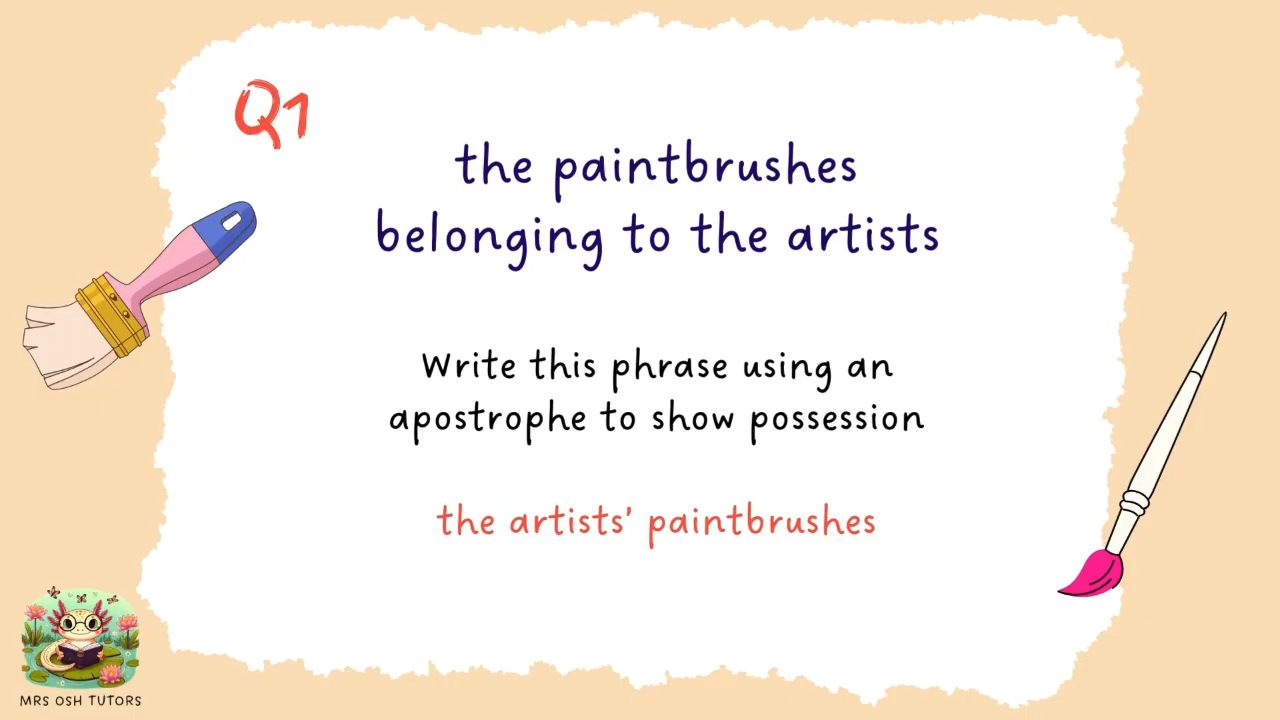 Q1
the paintbrushes
belonging to the artists
Write this phrase using an
apostrophe to show possession
the artists' paintbrushes
MRS OSH TUTORS